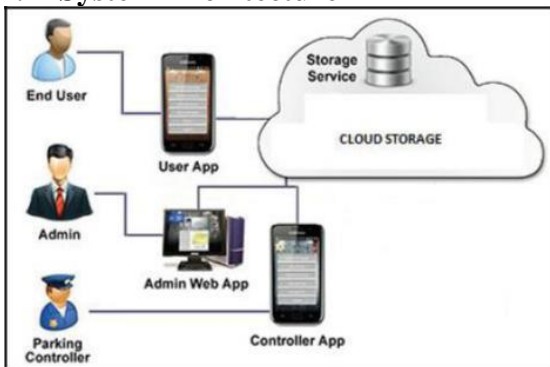 Storage
Service
End User
CLOUD STORAGE
User App
Admin
Admin Web App
Controller App
Parking
Controller